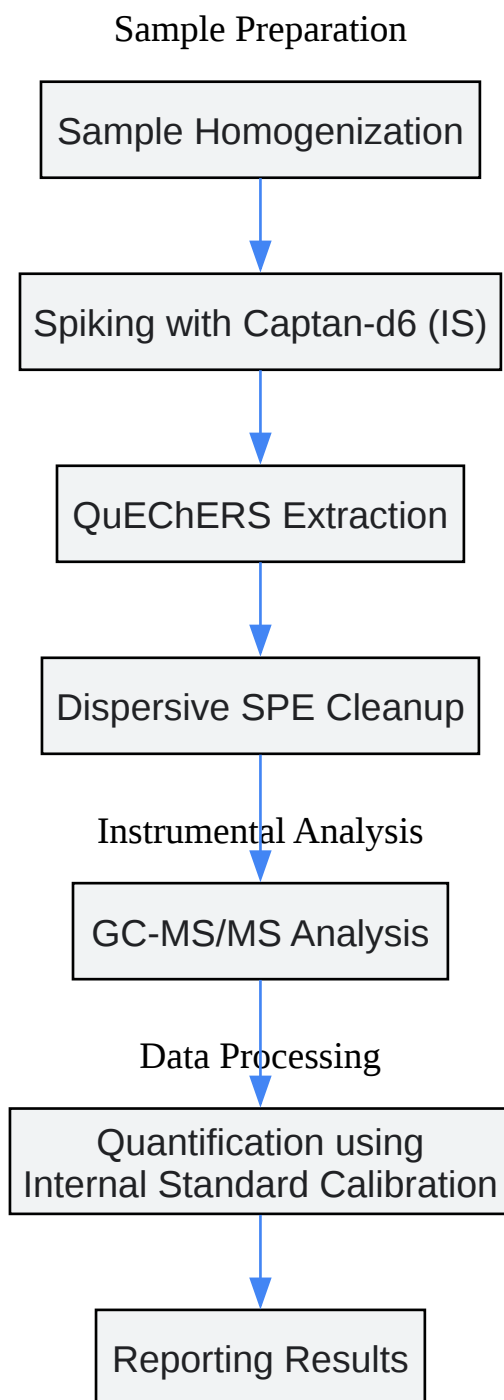 Sample Preparation
Sample Homogenization
Spiking with Captan-d6 (IS)
QuEChERS Extraction
Dispersive SPE Cleanup
Instrumental Analysis
GC-MS/MS Analysis
Data Processing
Quantification using
Internal Standard Calibration
Reporting Results